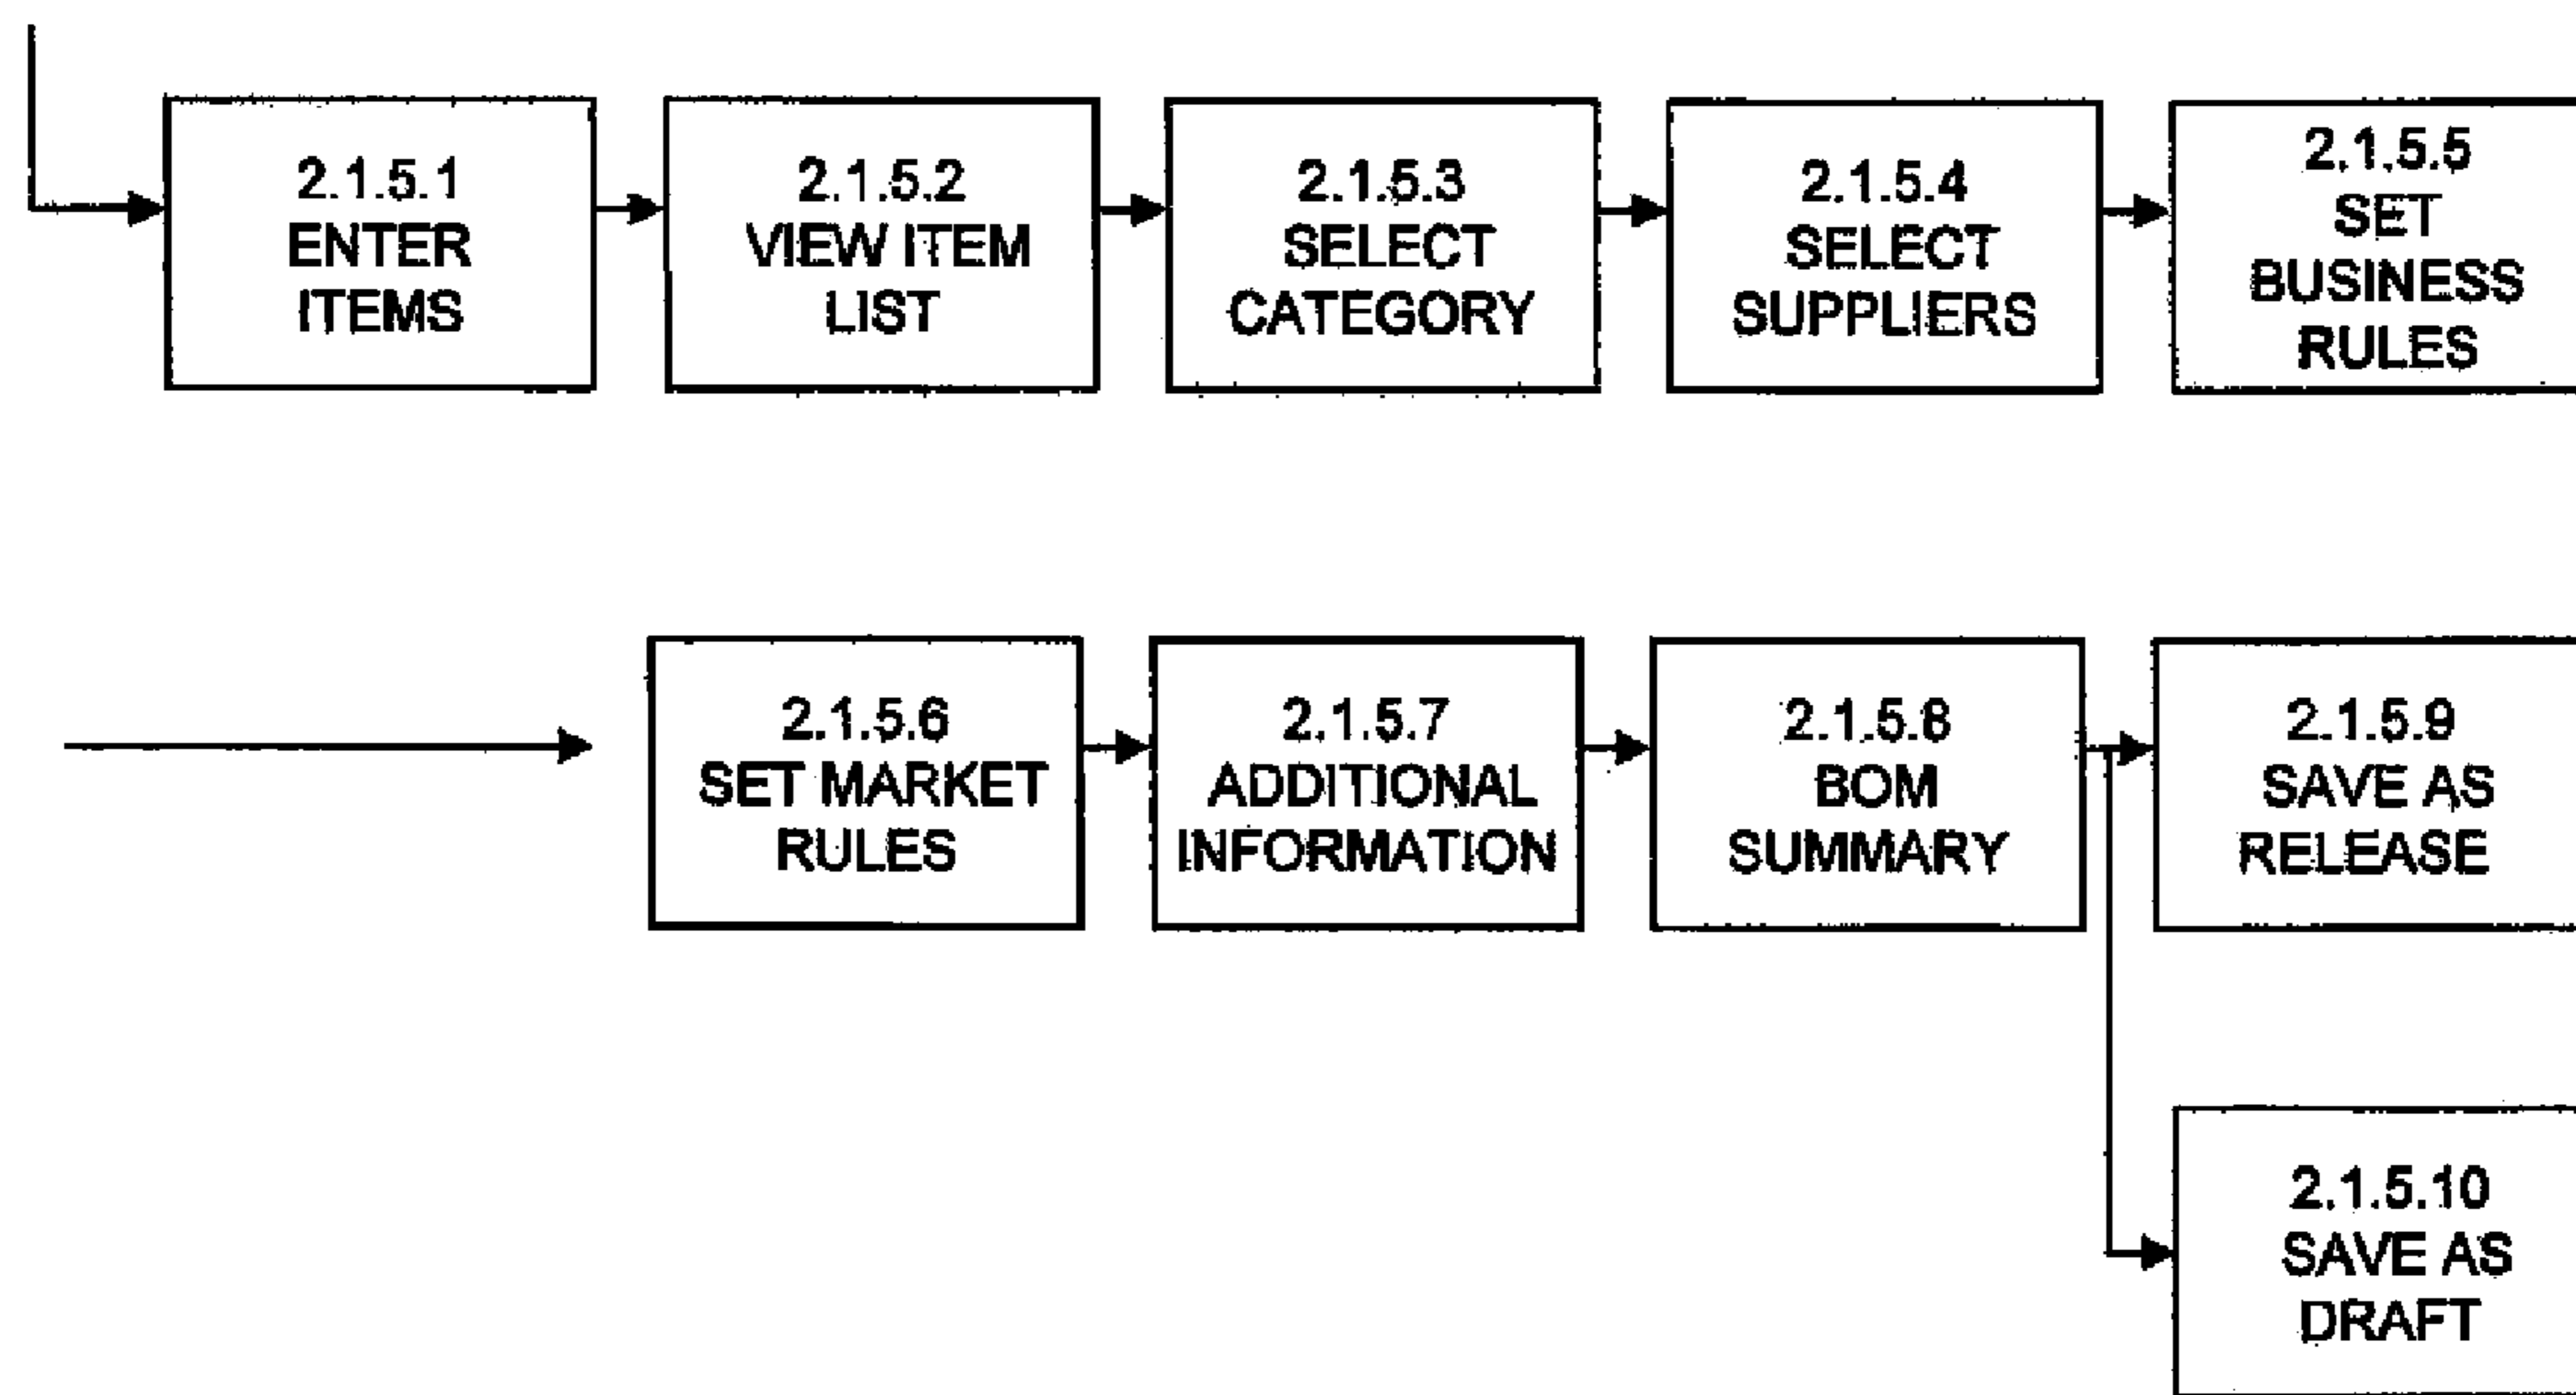 2.1.5.1
ENTER
ITEMS
2.1.5.2
VIEW ITEM
LIST
2.1.5.3
SELECT
CATEGORY
2.1.5.4
SELECT
SUPPLIERS
2.1.5.5
SET
BUSINESS
RULES
2.1.5.6
SET MARKET
RULES
2.1.5.7
ADDITIONAL
INFORMATION
2.1.5.8
BOM
SUMMARY
2.1.5.9
SAVE AS
RELEASE
2.1.5.10
SAVE AS
DRAFT